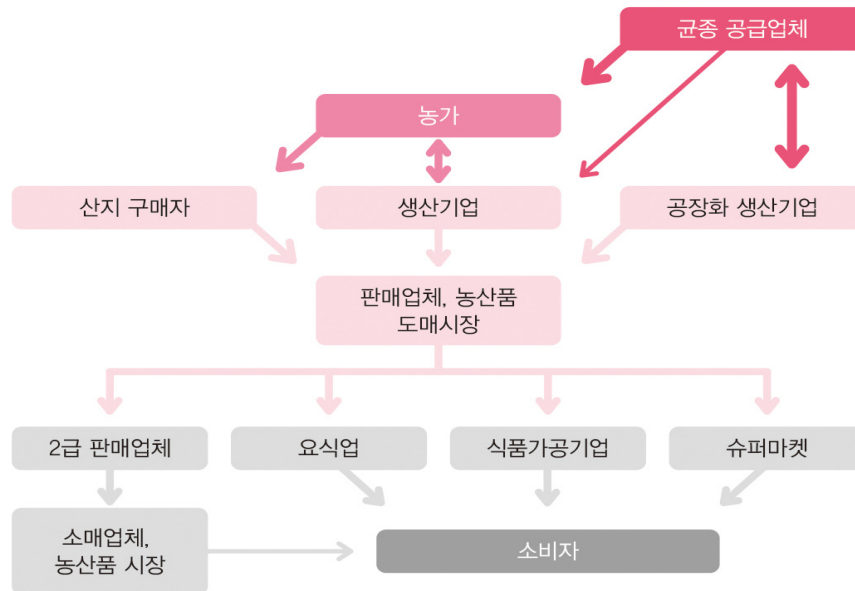 균종 공급업체
농가
산지 구매자
생산기업
공장화 생산기업
판매업체, 농산품
도매시장
2급 판매업체
요식업
식품가공기업
슈퍼마켓
소매업체,
농산품 시장
소비자